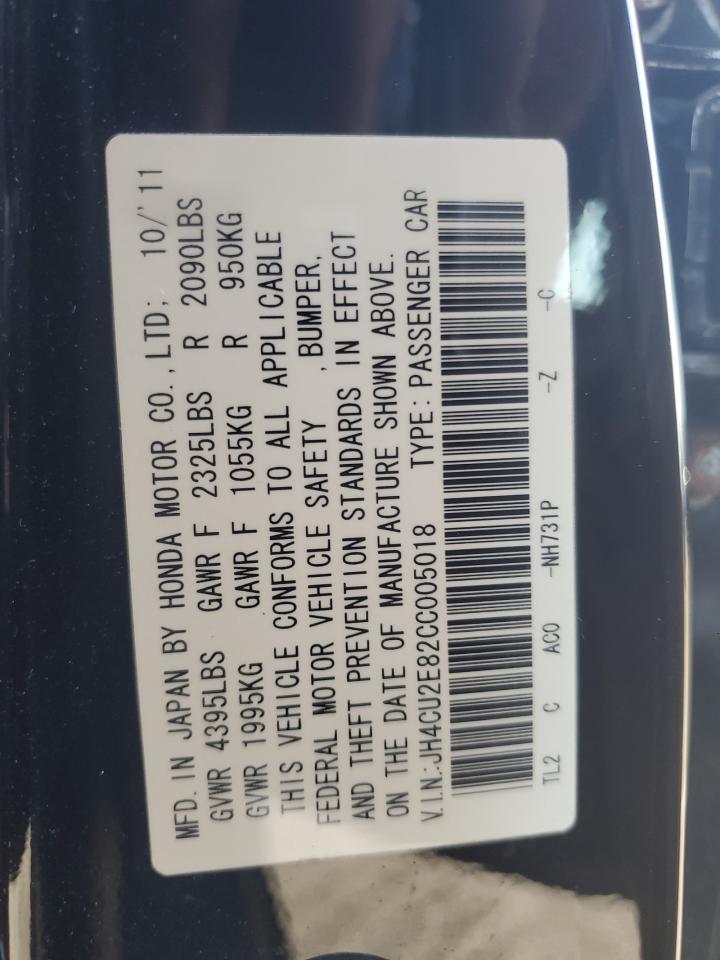 MFD. IN JAPAN BY HONDA MOTOR CO., LTD; 10/'11
GVWR 4395LBS GAWR F 2325LBS R 2090LBS
GVWR 1995KG GAWR F 1055KG R 950KG
THIS VEHICLE CONFORMS TO ALL APPLICABLE
FEDERAL MOTOR VEHICLE SAFETY , BUMPER,
AND THEFT PREVENTION STANDARDS IN EFFECT
ON THE DATE OF MANUFACTURE SHOWN ABOVE.
V.I.N.:JH4CU2E82CC005018 TYPE: PASSENGER CAR
TL2 C ACO -NH731P -Z -C